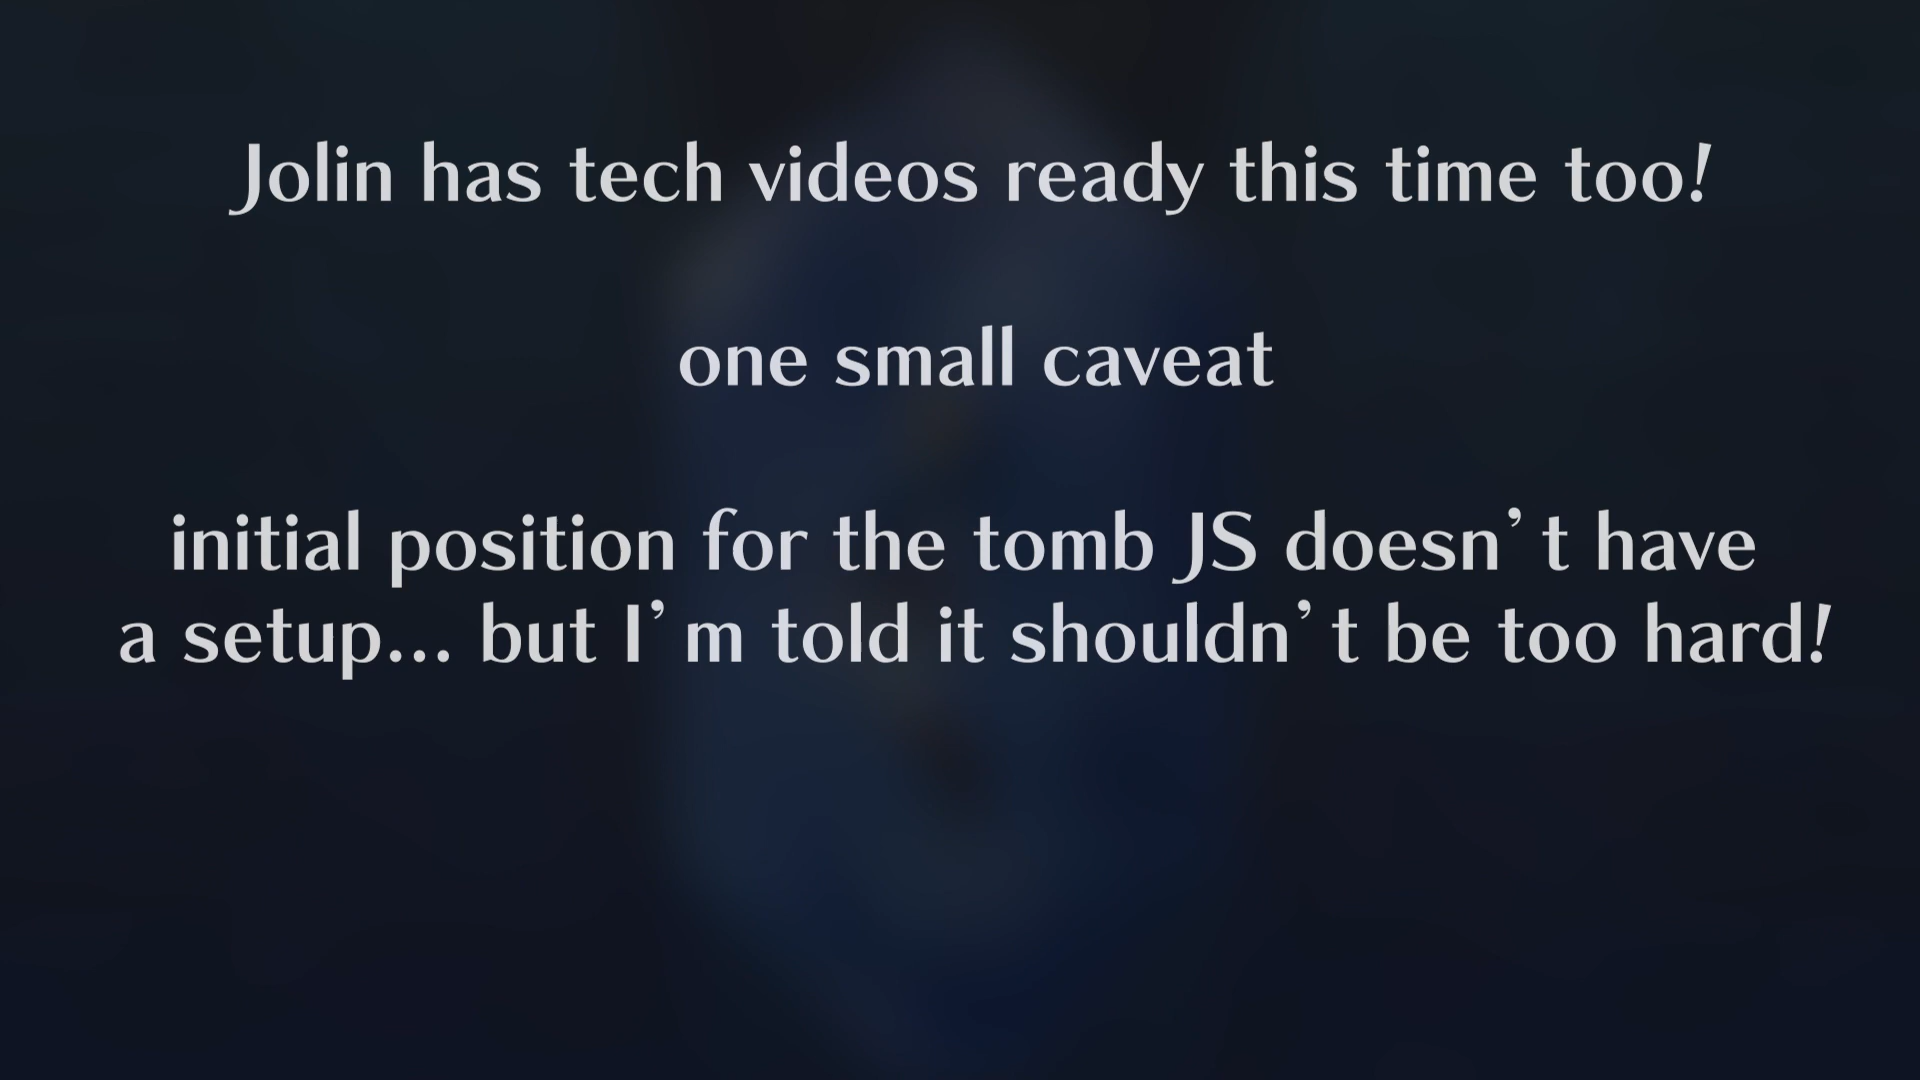 Jolin has tech videos ready this time too!
one small caveat
initial position for the tomb JS doesn’t have
a setup... but I’m told it shouldn’t be too hard!